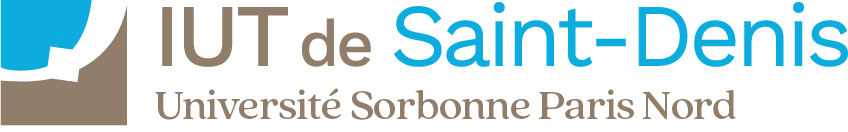 IUT de Saint-Denis
Université Sorbonne Paris Nord